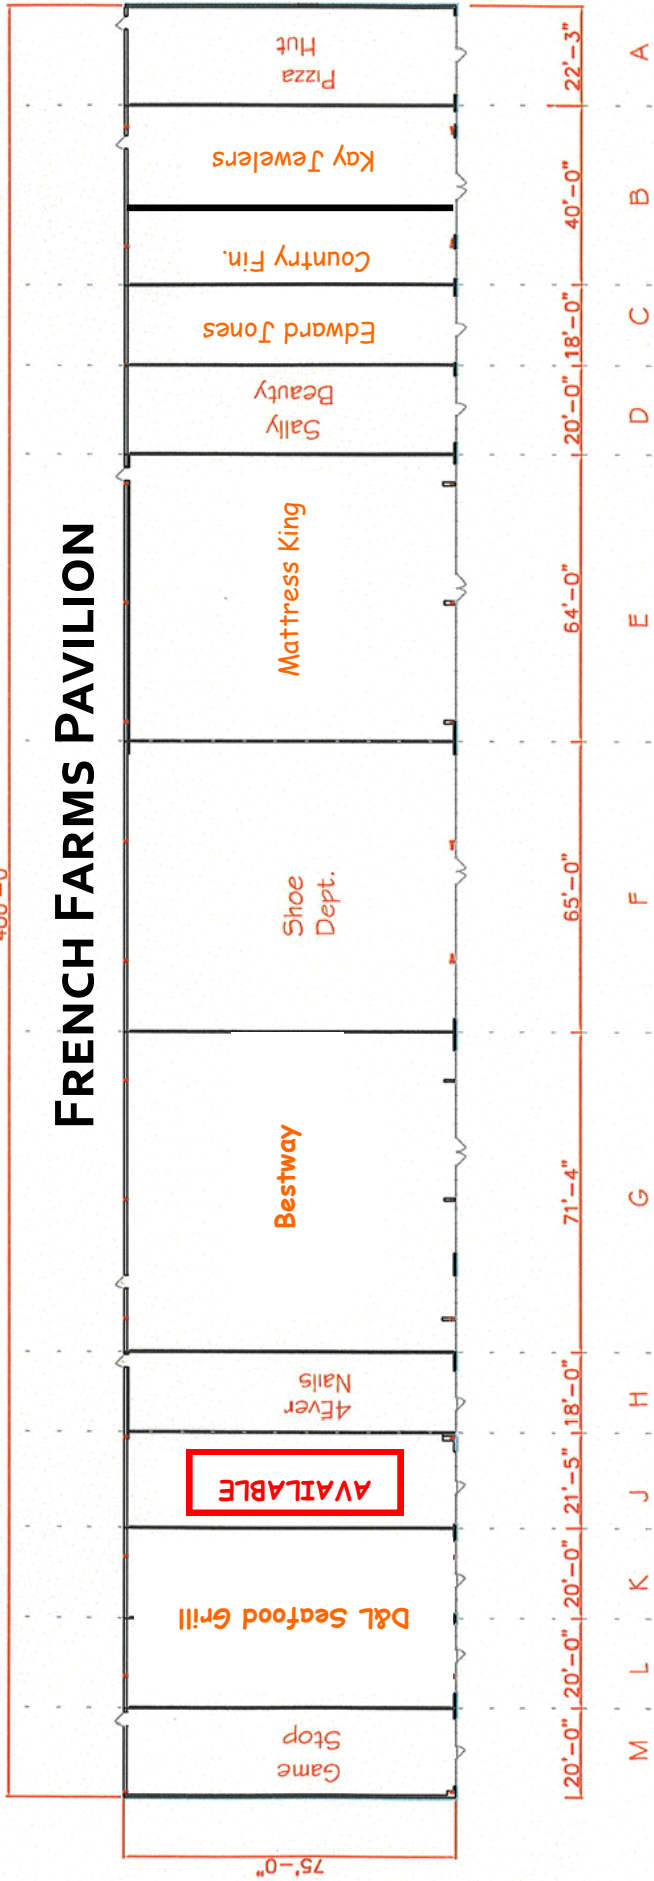 FRENCH FARMS PAVILION
Pizza
Hut
22'-3"
A
Kay Jewelers
40'-0"
B
Country Fin.
Edward Jones
18'-0"
C
Sally
Beauty
20'-0"
D
Mattress King
64'-0"
E
Shoe
Dept.
65'-0"
F
Bestway
71'-4"
G
4Ever
Nails
18'-0"
H
AVAILABLE
21'-5"
J
D&L Seafood Grill
20'-0"
K
20'-0"
L
Game
Stop
20'-0"
M
75'-0"